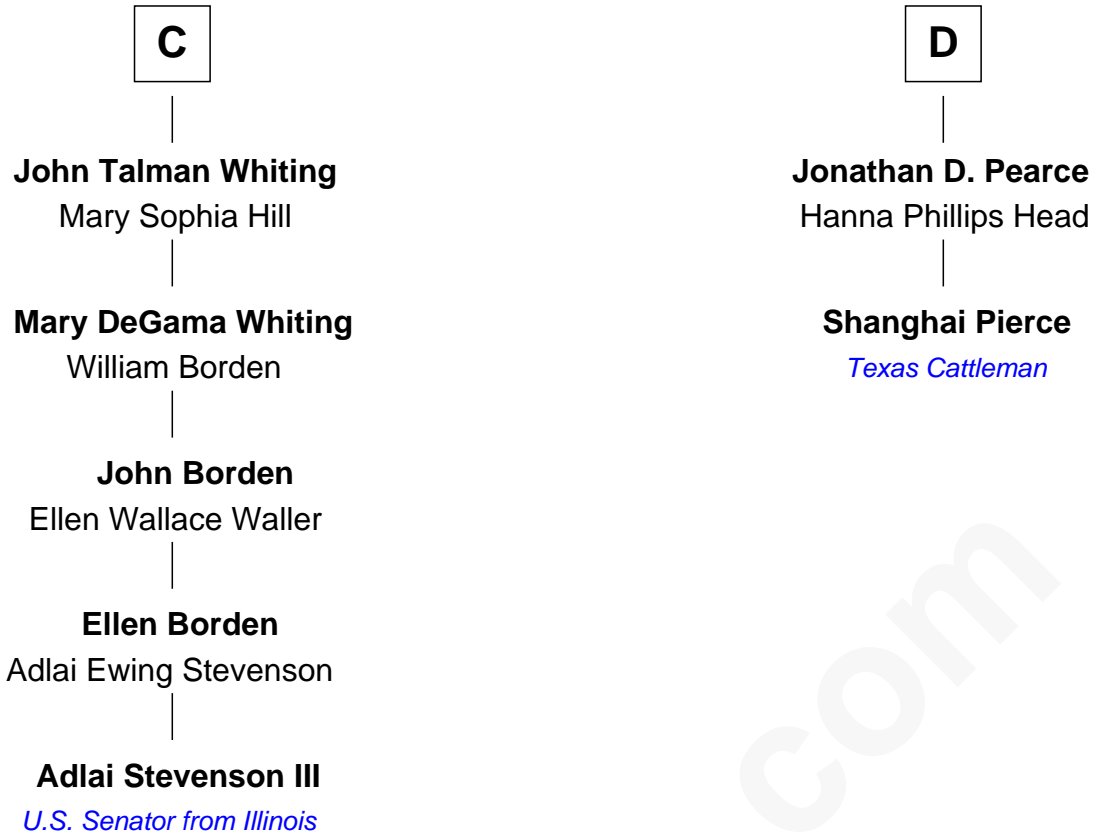 C
John Talman Whiting
Mary Sophia Hill
Mary DeGama Whiting
William Borden
John Borden
Ellen Wallace Waller
Ellen Borden
Adlai Ewing Stevenson
Adlai Stevenson III
U.S. Senator from Illinois
D
Jonathan D. Pearce
Hanna Phillips Head
Shanghai Pierce
Texas Cattleman
com